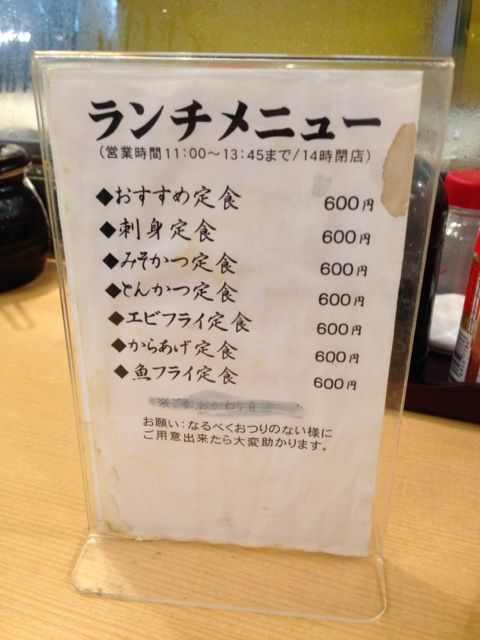 ランチメニュー
(営業時間11:00〜13:45まで/14時閉店)
◆おすすめ定食 600円
◆刺身定食 600円
◆みそかつ定食 600円
◆とんかつ定食 600円
◆エビフライ定食 600円
◆からあげ定食 600円
◆魚フライ定食 600円
※ おかわり自
お願い:なるべくおつりのない様に
ご用意出来たら大変助かります。